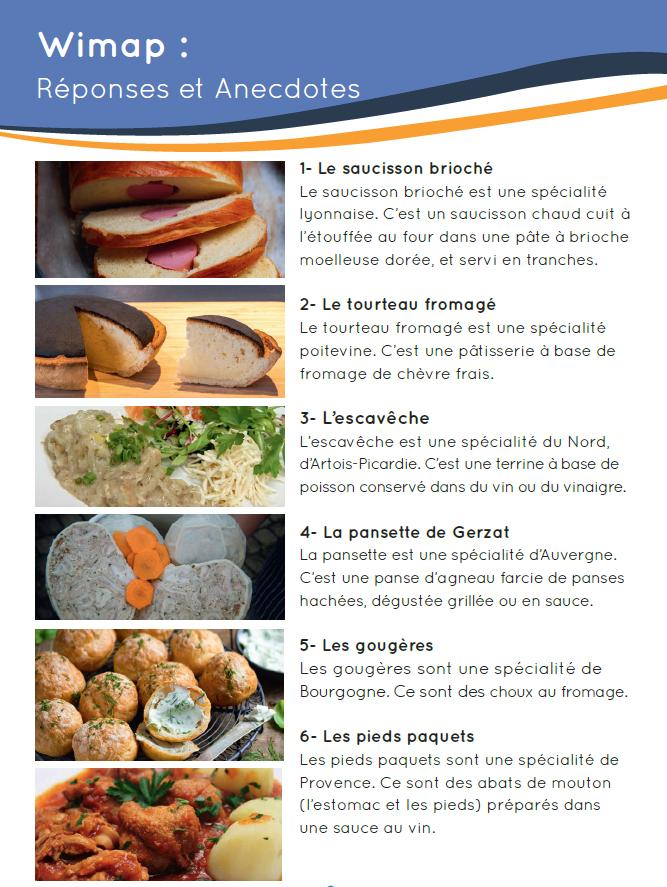 Wimap :
Réponses et Anecdotes
1- Le saucisson brioché
Le saucisson brioché est une spécialité
lyonnaise. C'est un saucisson chaud cuit à
l'étouffée au four dans une pâte à brioche
moelleuse dorée, et servi en tranches.
2- Le tourteau fromagé
Le tourteau fromagé est une spécialité
poitevine. C'est une pâtisserie à base de
fromage de chèvre frais.
3- L'escavêche
L'escavêche est une spécialité du Nord,
d'Artois-Picardie. C'est une terrine à base de
poisson conservé dans du vin ou du vinaigre.
4- La pansette de Gerzat
La pansette est une spécialité d'Auvergne.
C'est une panse d'agneau farcie de panses
hachées, dégustée grillée ou en sauce.
5- Les gougères
Les gougères sont une spécialité de
Bourgogne. Ce sont des choux au fromage.
6- Les pieds paquets
Les pieds paquets sont une spécialité de
Provence. Ce sont des abats de mouton
(l'estomac et les pieds) préparés dans
une sauce au vin.